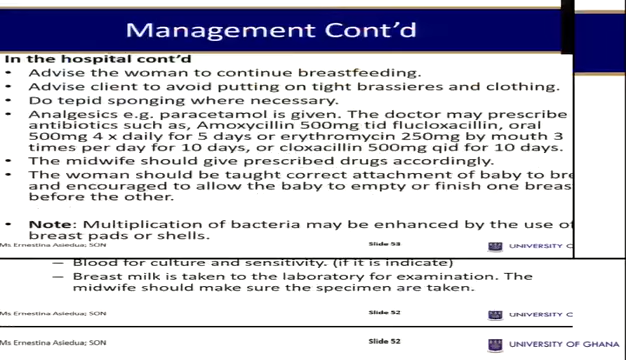 Management Cont'd
In the hospital cont'd
• Advise the woman to continue breastfeeding.
• Advise client to avoid putting on tight brassieres and clothing.
• Do tepid sponging where necessary.
• Analgesics e.g. paracetamol is given. The doctor may prescribe
antibiotics such as, Amoxycillin 500mg tid flucloxacillin, oral
500mg 4 x daily for 5 days or erythromycin 250mg by mouth 3
times per day for 10 days, or cloxacillin 500mg qid for 10 days.
• The midwife should give prescribed drugs accordingly.
• The woman should be taught correct attachment of baby to bre
and encouraged to allow the baby to empty or finish one breas
before the other.
• Note: Multiplication of bacteria may be enhanced by the use of
breast pads or shells.
Ms Ernestina Asiedua; SON Slide 53 UNIVERSITY C
– Blood for culture and sensitivity. (if it is indicate)
– Breast milk is taken to the laboratory for examination. The
midwife should make sure the specimen are taken.
Ms Ernestina Asiedua; SON Slide 52 UNIVERSITY C
Ms Ernestina Asiedua; SON Slide 52 UNIVERSITY OF GHANA